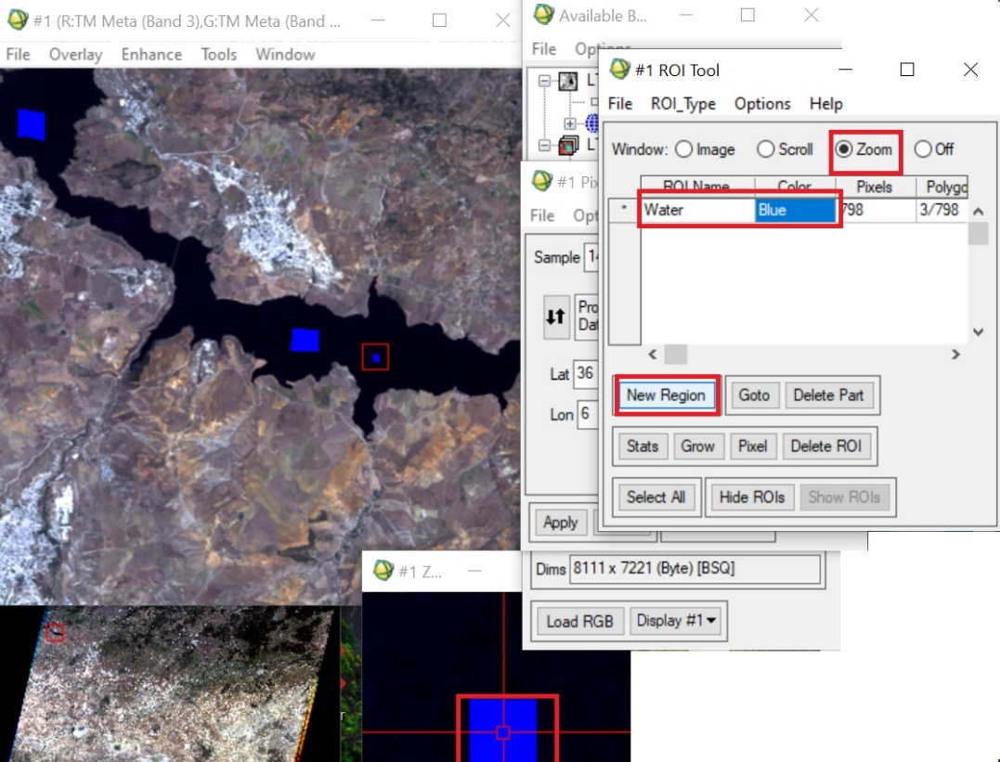 #1 (R:TM Meta (Band 3),G:TM Meta (Band ...
File Overlay Enhance Tools Window
Available B...
File Options
#1 Pix
File Opt
Sample 14
Pro
Dat
Lat 36
Lon 6
Apply
Dims 8111 x 7221 (Byte) [BSQ]
Load RGB Display #1
#1 ROI Tool
File ROI_Type Options Help
Window: Image Scroll Zoom Off
ROI Name Color Pixels Polygo
* Water Blue 798 3/798
New Region Goto Delete Part
Stats Grow Pixel Delete ROI
Select All Hide ROIs Show ROIs
#1 Z...